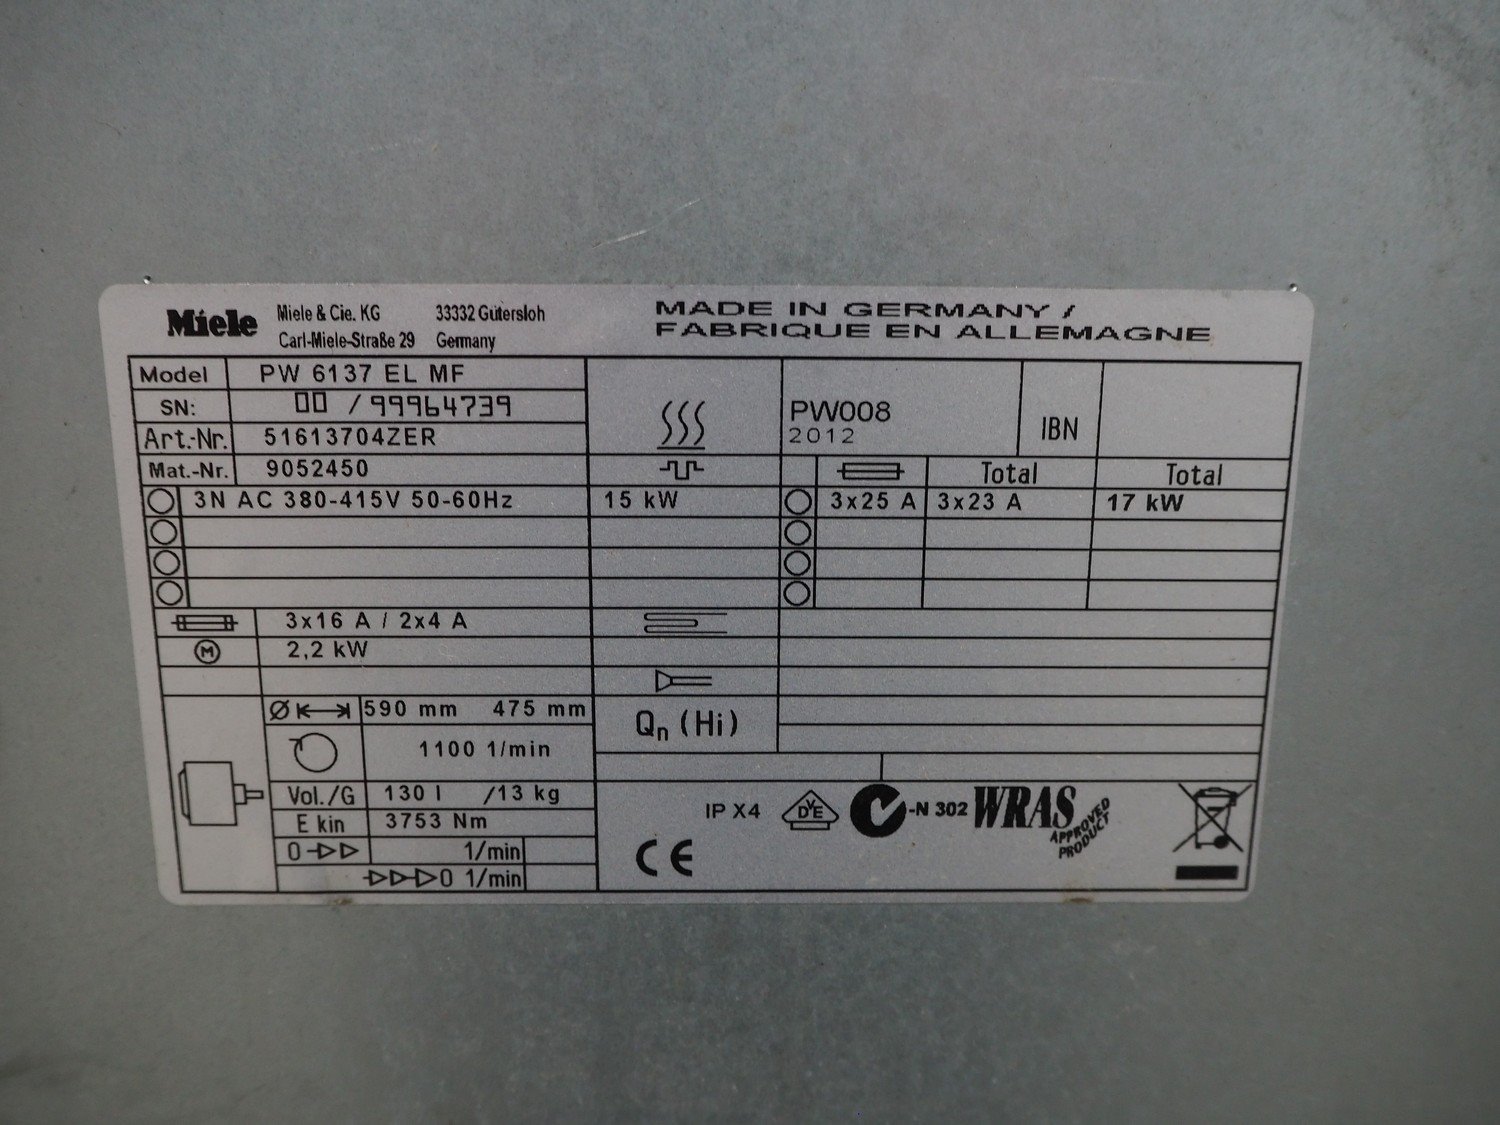 Miele Miele & Cie. KG 33332 Gütersloh
Carl-Miele-Straße 29 Germany
MADE IN GERMANY /
FABRIQUE EN ALLEMAGNE
Model PW 6137 EL MF
SN: 00 / 99964739
Art.-Nr. 51613704ZER
Mat.-Nr. 9052450
PW008
2012
IBN
Total Total
3N AC 380-415V 50-60Hz 15 kW 3x25 A 3x23 A 17 kW
3x16 A / 2x4 A
M 2,2 kW
Ø 590 mm 475 mm
1100 1/min
Qn (Hi)
Vol./G 130 l /13 kg
E kin 3753 Nm
0 1/min
0 1/min
IP X4 DVE -N 302 WRAS
APPROVED
PRODUCT
CE